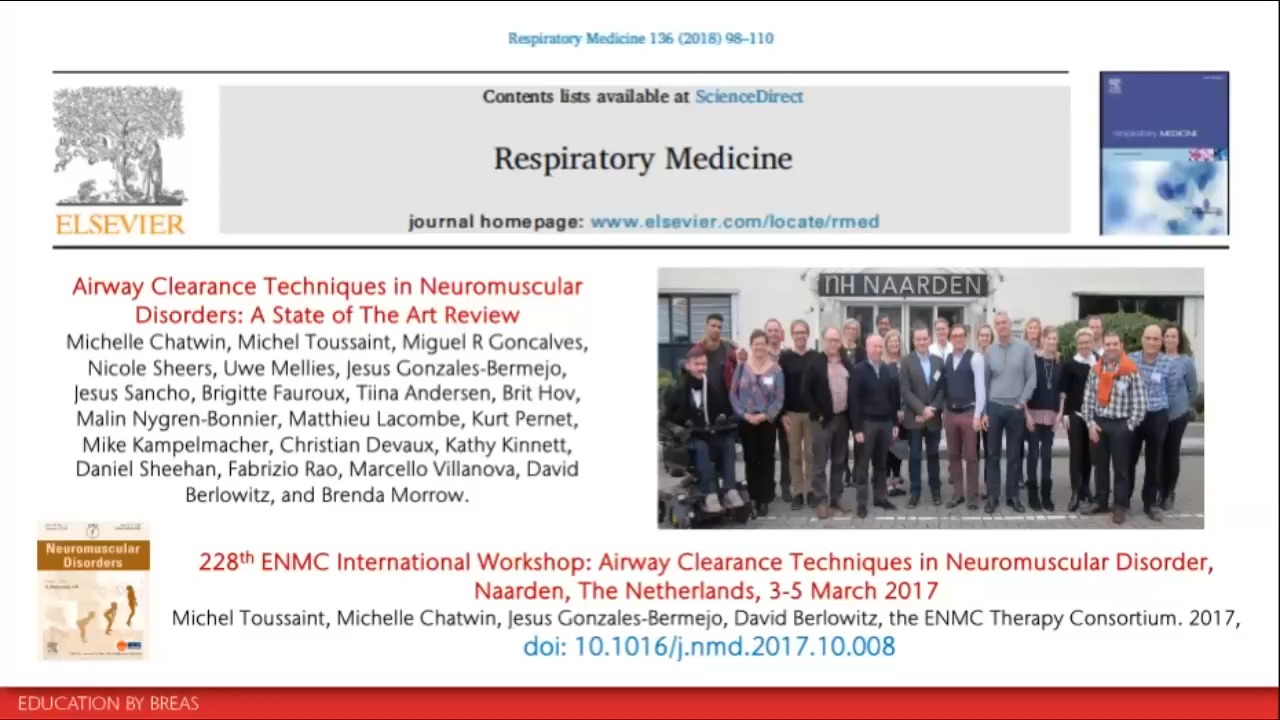 Respiratory Medicine 136 (2018) 98–110
Contents lists available at ScienceDirect
Respiratory Medicine
journal homepage: www.elsevier.com/locate/rmed
ELSEVIER
respiratory MEDICINE
Airway Clearance Techniques in Neuromuscular
Disorders: A State of The Art Review
Michelle Chatwin, Michel Toussaint, Miguel R Goncalves,
Nicole Sheers, Uwe Mellies, Jesus Gonzales-Bermejo,
Jesus Sancho, Brigitte Fauroux, Tiina Andersen, Brit Hov,
Malin Nygren-Bonnier, Matthieu Lacombe, Kurt Pernet,
Mike Kampelmacher, Christian Devaux, Kathy Kinnett,
Daniel Sheehan, Fabrizio Rao, Marcello Villanova, David
Berlowitz, and Brenda Morrow.
nH NAARDEN
Neuromuscular
Disorders
228th ENMC International Workshop: Airway Clearance Techniques in Neuromuscular Disorder,
Naarden, The Netherlands, 3-5 March 2017
Michel Toussaint, Michelle Chatwin, Jesus Gonzales-Bermejo, David Berlowitz, the ENMC Therapy Consortium. 2017,
doi: 10.1016/j.nmd.2017.10.008
EDUCATION BY BREAS